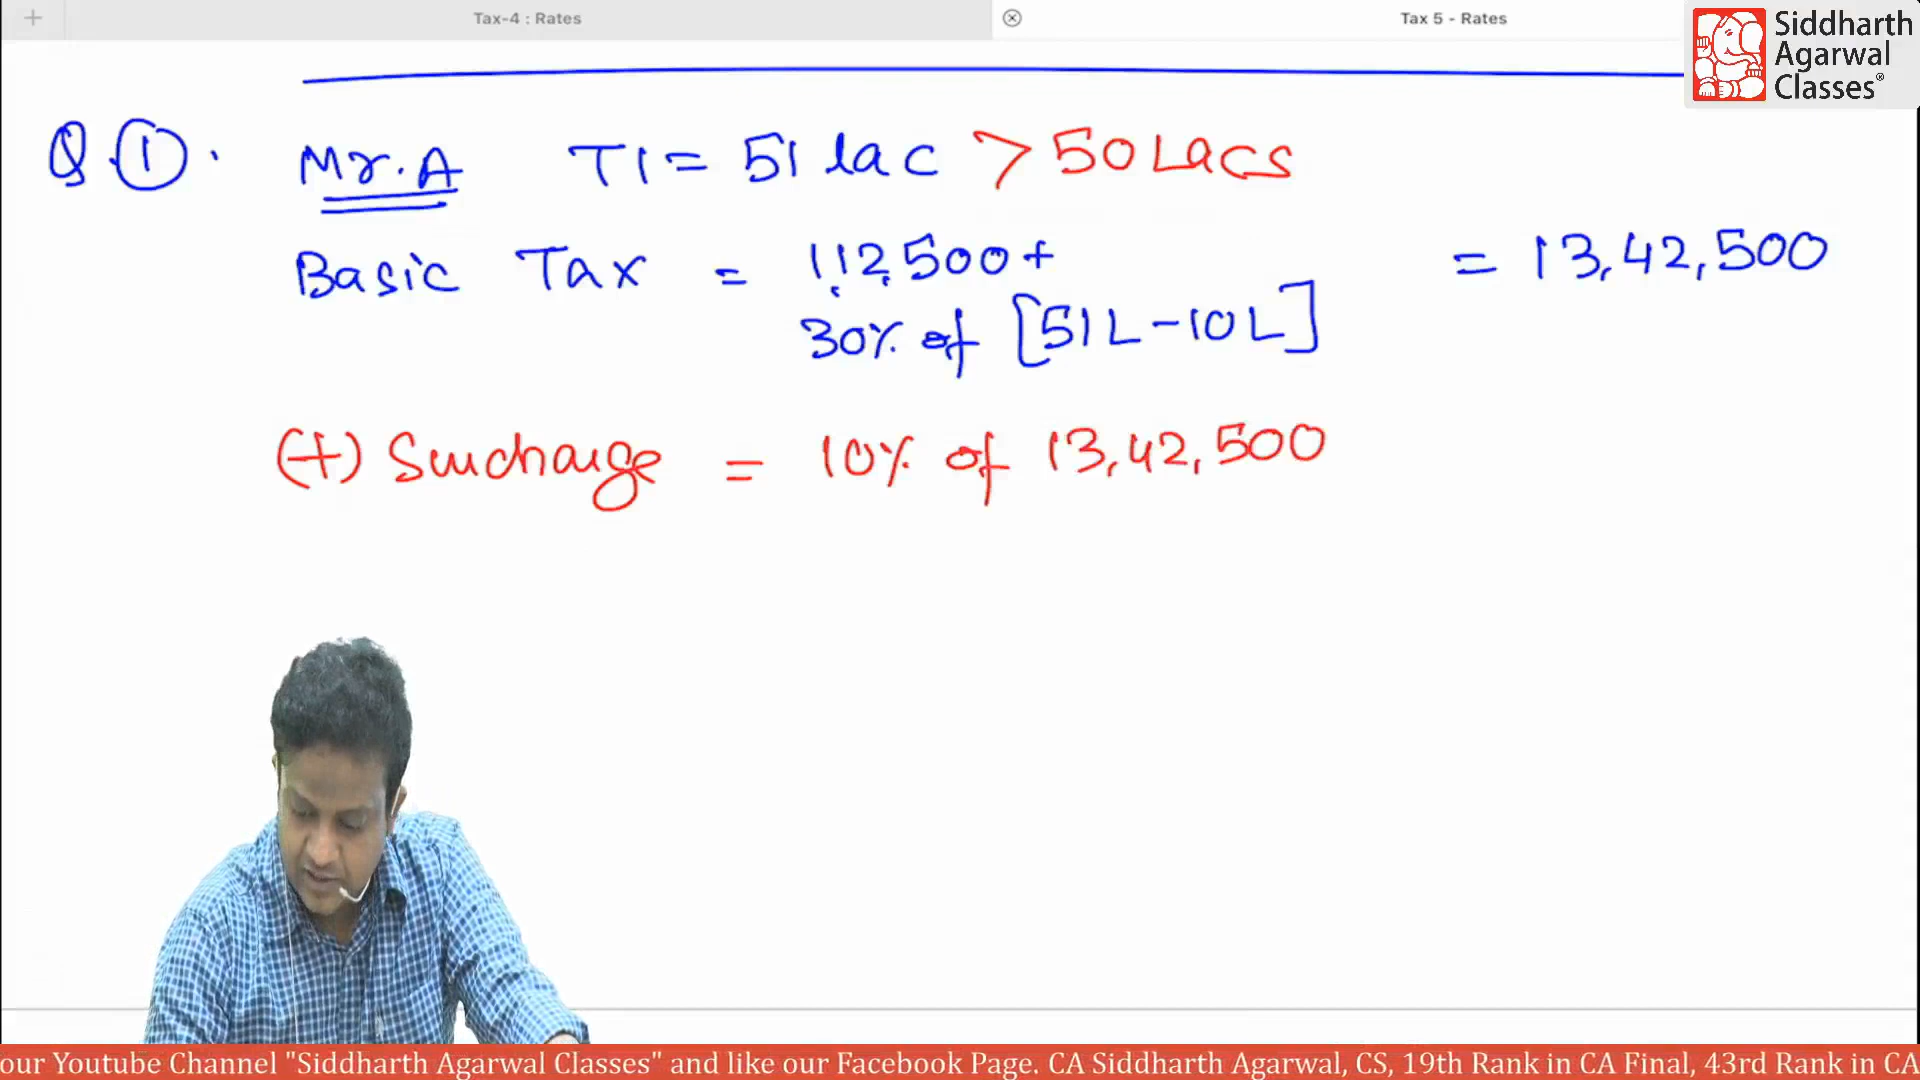 + Tax-4 : Rates Tax 5 - Rates
Siddharth
Agarwal
Classes®
Q ① . Mr. A TI = 51 lac > 50 Lacs
Basic Tax = 112,500 + = 13,42,500
30% of [51L - 10L]
(+) Surcharge = 10% of 13,42,500
our Youtube Channel "Siddharth Agarwal Classes" and like our Facebook Page. CA Siddharth Agarwal, CS, 19th Rank in CA Final, 43rd Rank in CA